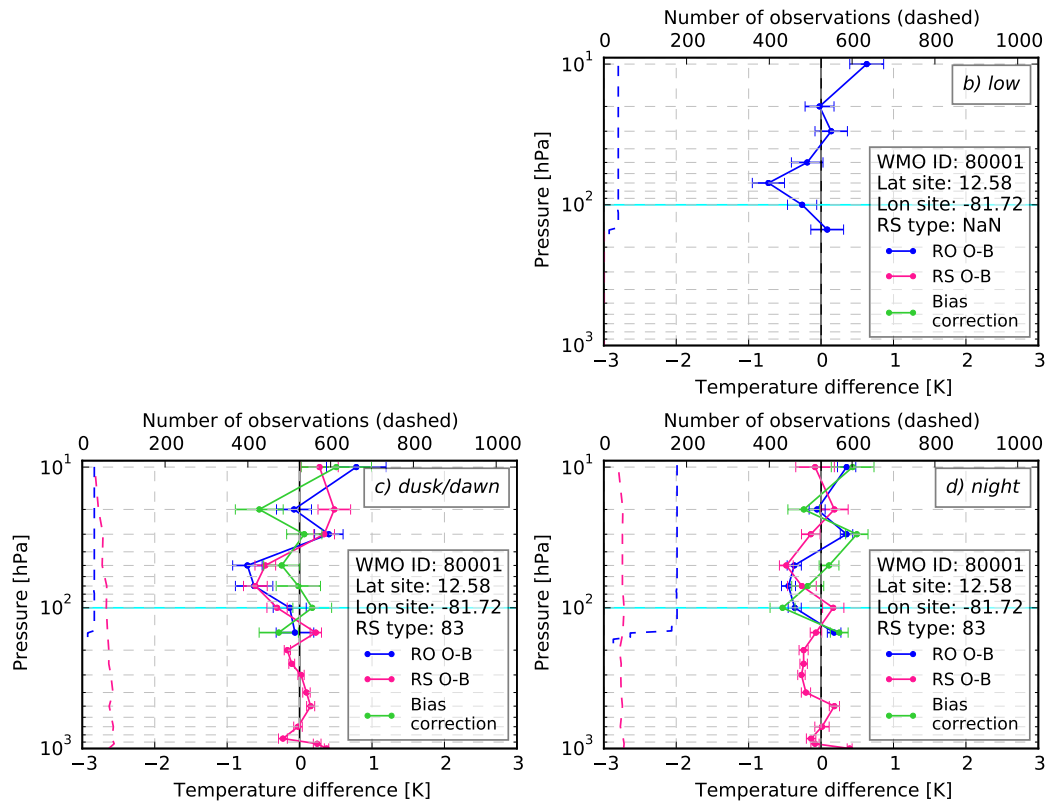 Number of observations (dashed)
0 200 400 600 800 1000
10¹
10²
10³
Pressure [hPa]
b) low
WMO ID: 80001
Lat site: 12.58
Lon site: -81.72
RS type: NaN
RO O-B
RS O-B
Bias
correction
−3 −2 −1 0 1 2 3
Temperature difference [K]
Number of observations (dashed)
0 200 400 600 800 1000
10¹
10²
10³
Pressure [hPa]
c) dusk/dawn
WMO ID: 80001
Lat site: 12.58
Lon site: -81.72
RS type: 83
RO O-B
RS O-B
Bias
correction
−3 −2 −1 0 1 2 3
Temperature difference [K]
Number of observations (dashed)
0 200 400 600 800 1000
10¹
10²
10³
Pressure [hPa]
d) night
WMO ID: 80001
Lat site: 12.58
Lon site: -81.72
RS type: 83
RO O-B
RS O-B
Bias
correction
−3 −2 −1 0 1 2 3
Temperature difference [K]